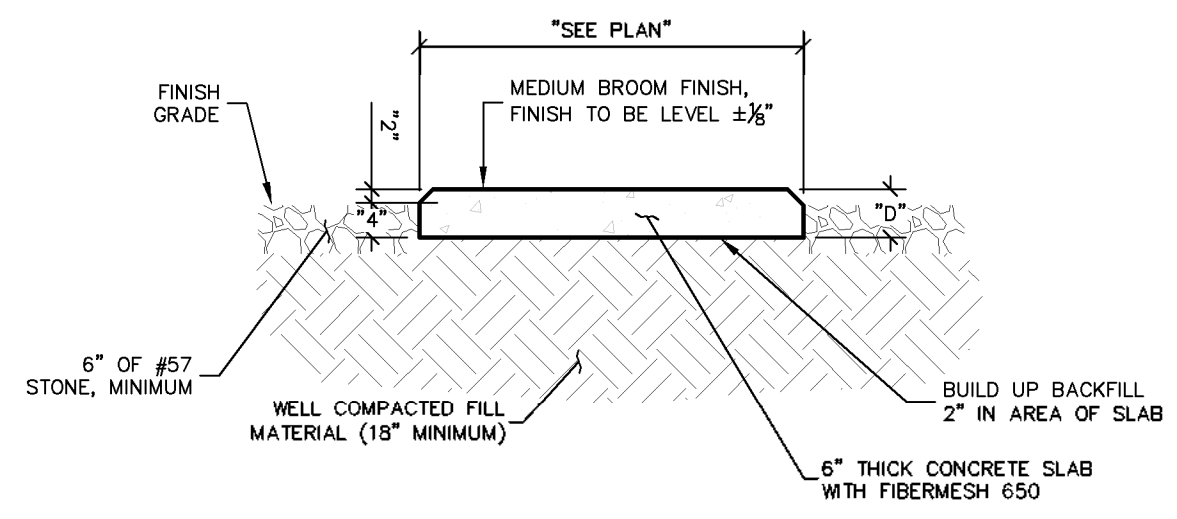 "SEE PLAN"
FINISH
GRADE
"2"
MEDIUM BROOM FINISH,
FINISH TO BE LEVEL ±⅛"
"4"
"D"
6" OF #57
STONE, MINIMUM
WELL COMPACTED FILL
MATERIAL (18" MINIMUM)
BUILD UP BACKFILL
2" IN AREA OF SLAB
6" THICK CONCRETE SLAB
WITH FIBERMESH 650